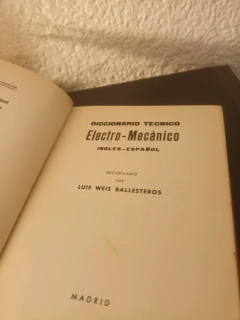 DICCIONARIO TECNICO
Electro-Mecánico
INGLES-ESPAÑOL
RECOPILADO
POR
LUIS WEIS BALLESTEROS
MADRID